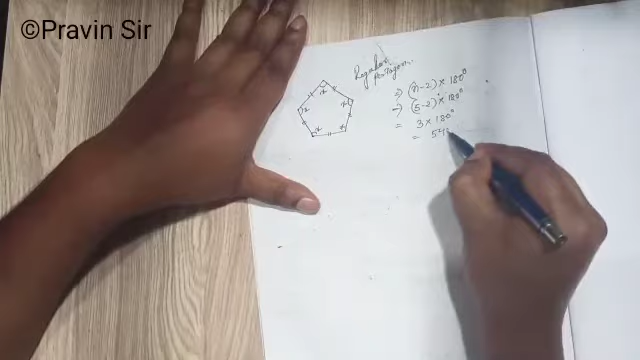 ©Pravin Sir
Regular
Pentagon.
⇒ (n-2) × 180°
→ (5-2) × 180°
= 3 × 180°
= 54
x
x
x
x
x